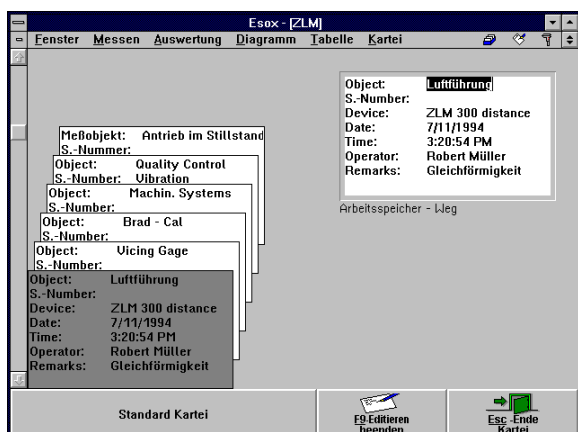 Esox - [ZLM]
Fenster Messen Auswertung Diagramm Tabelle Kartei
Meßobjekt: Antrieb im Stillstand
S.-Nummer:
Object: Quality Control
S.-Number: Vibration
Object: Machin. Systems
S.-Number:
Object: Brad - Cal
S.-Number:
Object: Vicing Gage
S.-Number:
Object: Luftführung
S.-Number:
Device: ZLM 300 distance
Date: 7/11/1994
Time: 3:20:54 PM
Operator: Robert Müller
Remarks: Gleichförmigkeit
Object: Luftführung
S.-Number:
Device: ZLM 300 distance
Date: 7/11/1994
Time: 3:20:54 PM
Operator: Robert Müller
Remarks: Gleichförmigkeit
Arbeitsspeicher - Weg
Standard Kartei
F9-Editieren
beenden
Esc -Ende
Kartei